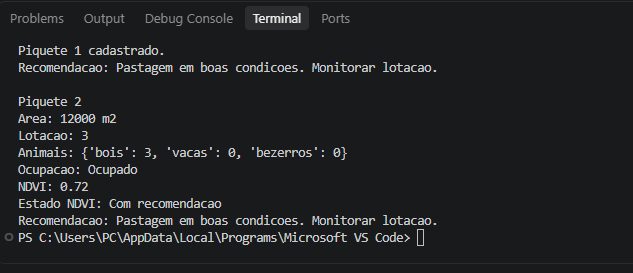 Problems Output Debug Console Terminal Ports
Piquete 1 cadastrado.
Recomendacao: Pastagem em boas condicoes. Monitorar lotacao.
Piquete 2
Area: 12000 m2
Lotacao: 3
Animais: {'bois': 3, 'vacas': 0, 'bezerros': 0}
Ocupacao: Ocupado
NDVI: 0.72
Estado NDVI: Com recomendacao
Recomendacao: Pastagem em boas condicoes. Monitorar lotacao.
PS C:\Users\PC\AppData\Local\Programs\Microsoft VS Code>